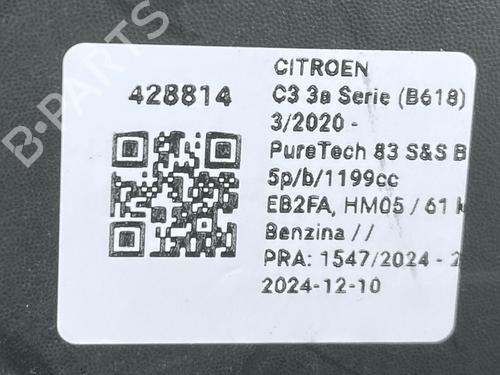 B-PARTS
428814
CITROEN
C3 3a Serie (B618)
3/2020 -
PureTech 83 S&S B
5p/b/1199cc
EB2FA, HM05 / 61 k
Benzina / /
PRA: 1547/2024 - 2
2024-12-10